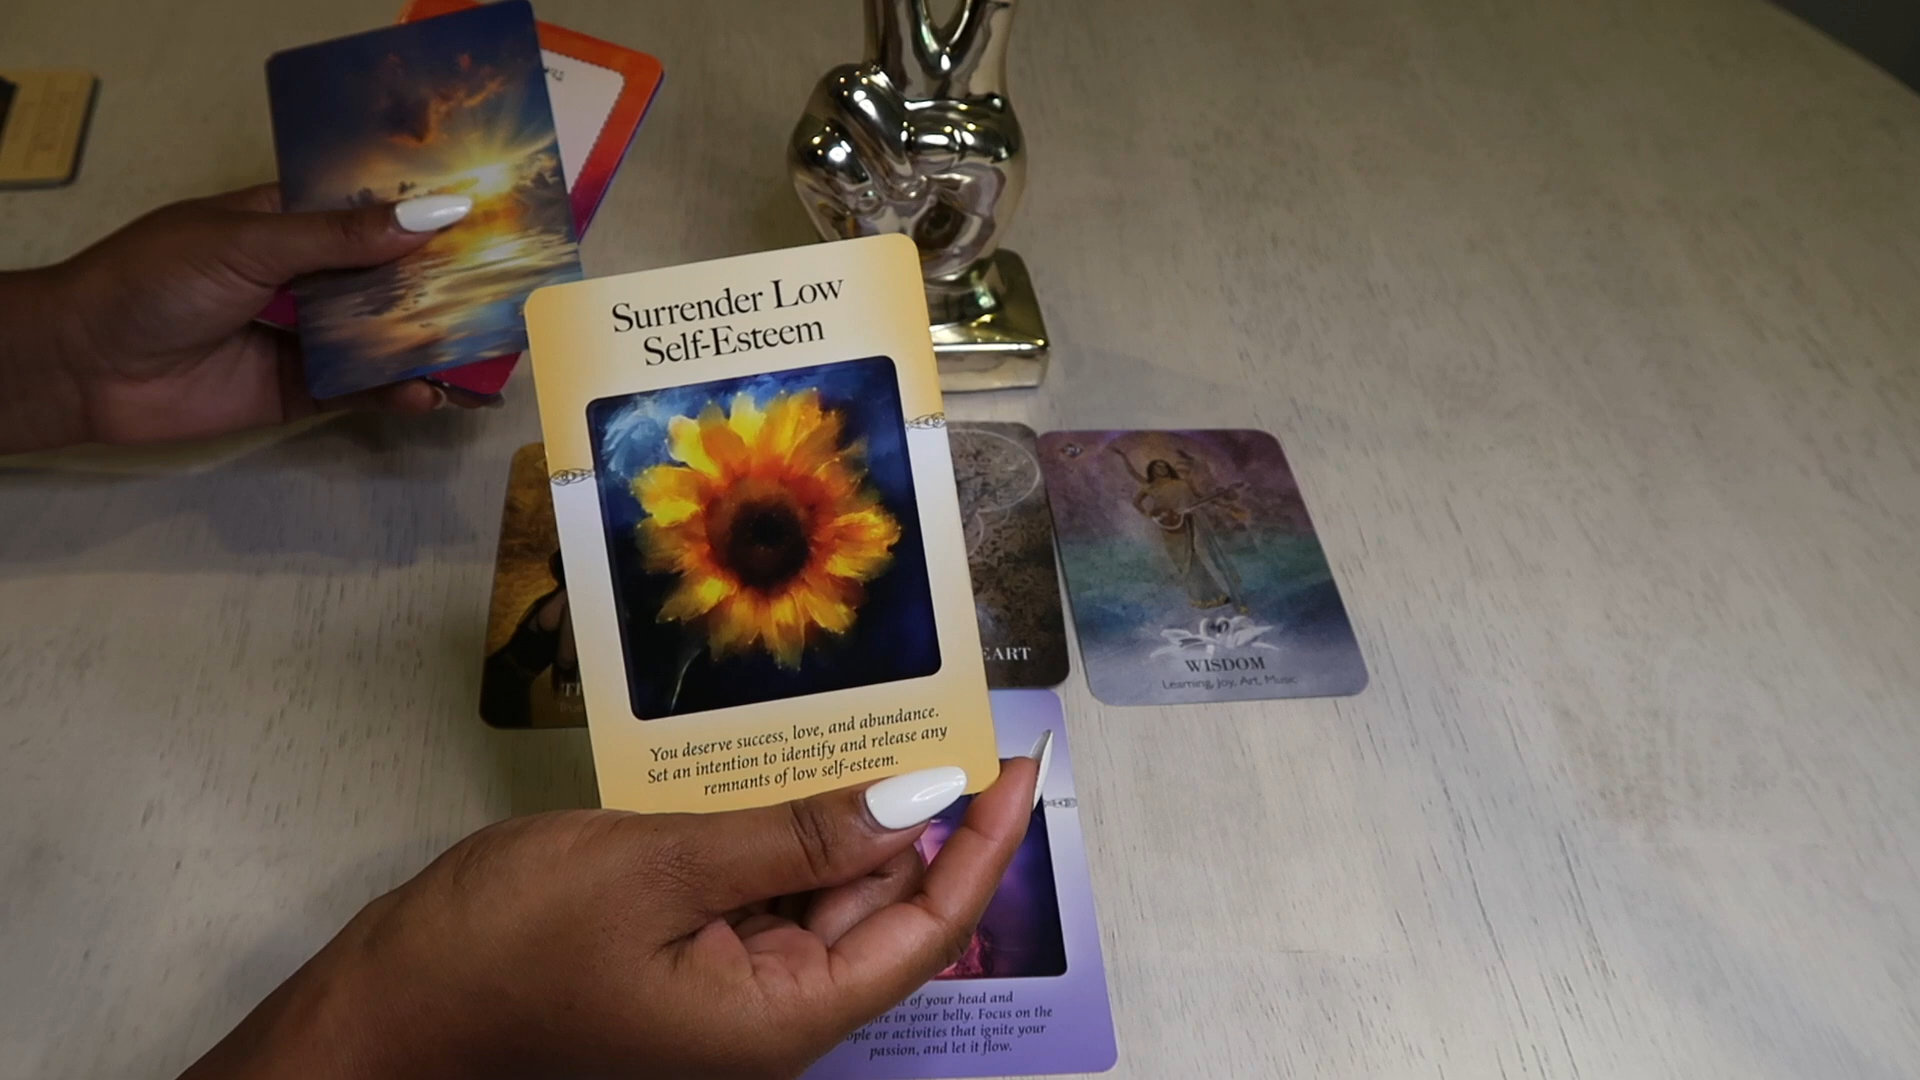 Surrender Low
Self-Esteem
You deserve success, love, and abundance.
Set an intention to identify and release any
remnants of low self-esteem.
EART
WISDOM
Learning, Joy, Art, Music
of your head and
fire in your belly. Focus on the
or activities that ignite your
passion, and let it flow.